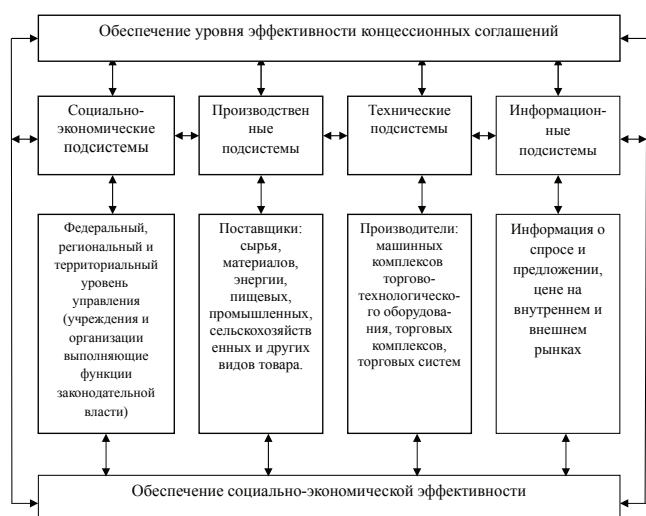 Обеспечение уровня эффективности концессионных соглашений
Социально-
экономические
подсистемы
Производствен
ные
подсистемы
Технические
подсистемы
Информацион-
ные
подсистемы
Федеральный,
региональный и
территориальный
уровень
управления
(учреждения и
организации
выполняющие
функции
законодательной
власти)
Поставщики:
сырья,
материалов,
энергии,
пищевых,
промышленных,
сельскохозяйств
енных и других
видов товара.
Производители:
машинных
комплексов
торгово-
технологическо-
го оборудова-
ния, торговых
комплексов,
торговых систем
Информация о
спросе и
предложении,
цене на
внутреннем и
внешнем
рынках
Обеспечение социально-экономической эффективности